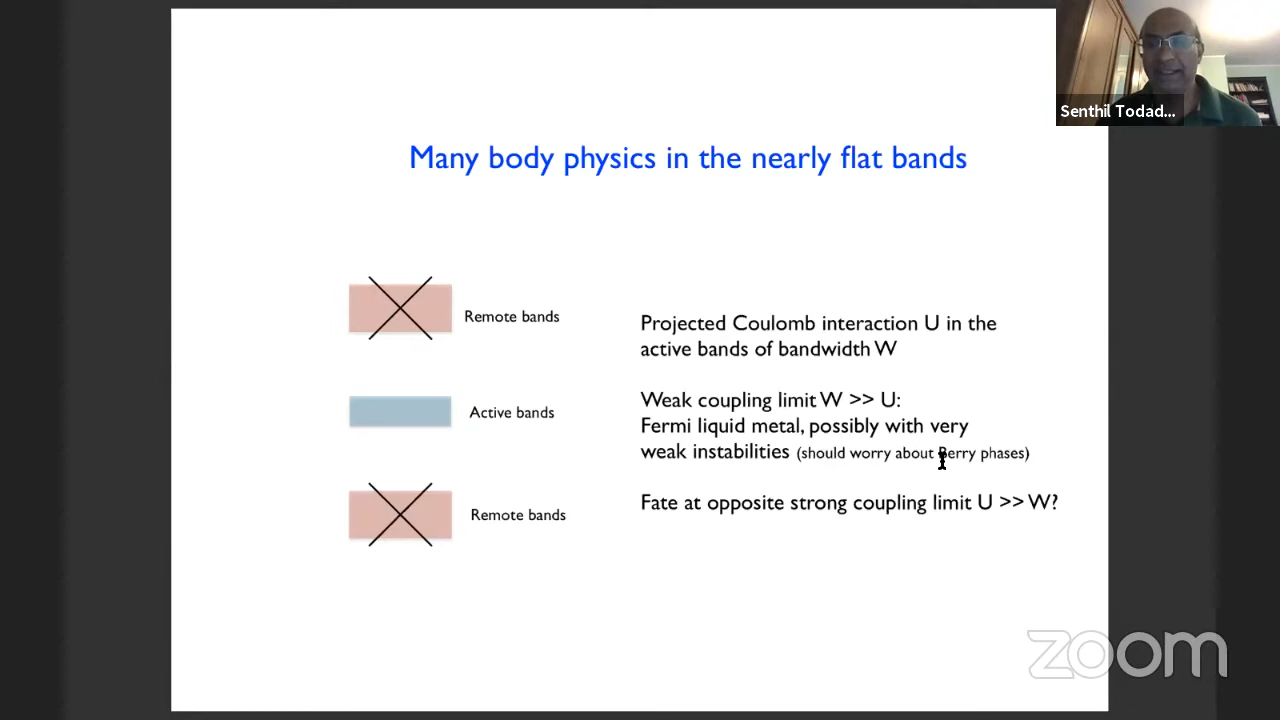 Senthil Todad...
Many body physics in the nearly flat bands
Remote bands
Active bands
Remote bands
Projected Coulomb interaction U in the
active bands of bandwidth W
Weak coupling limit W >> U:
Fermi liquid metal, possibly with very
weak instabilities (should worry about Berry phases)
Fate at opposite strong coupling limit U >> W?
zoom